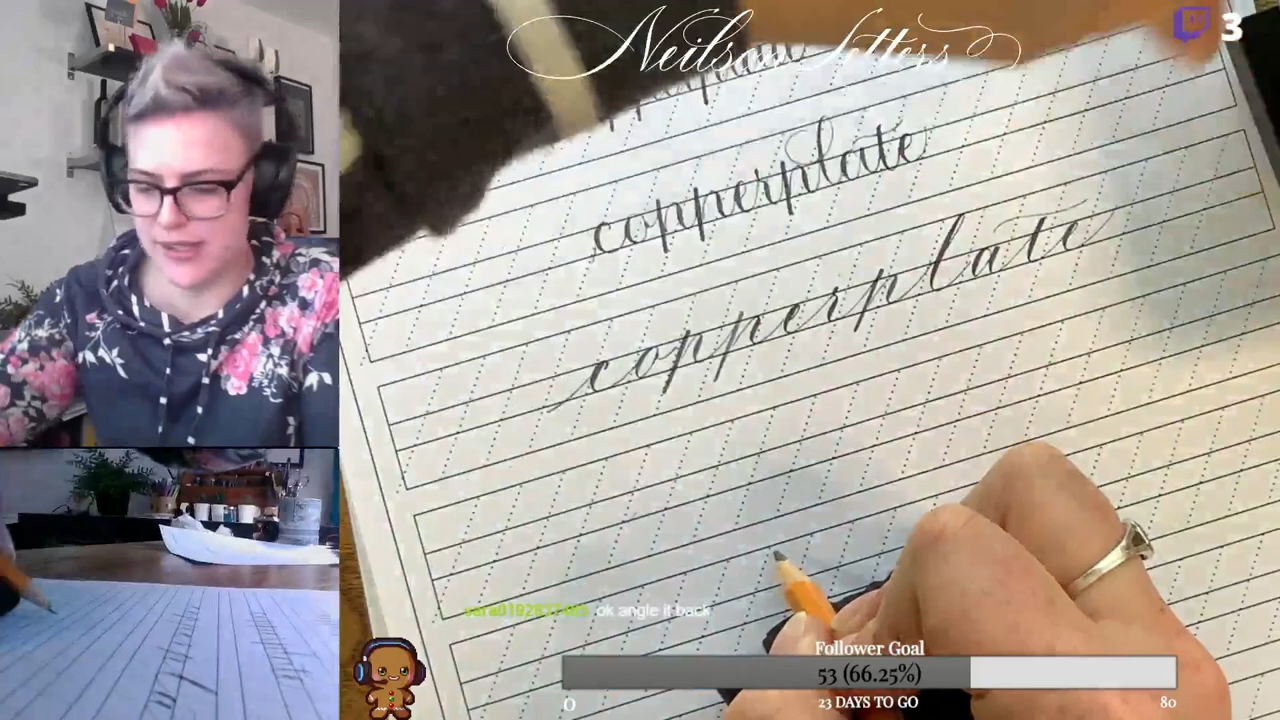 Neilson Letters
3
copperplate
copperplate
ok angle it back
Follower Goal
53 (66.25%)
0
23 DAYS TO GO
80